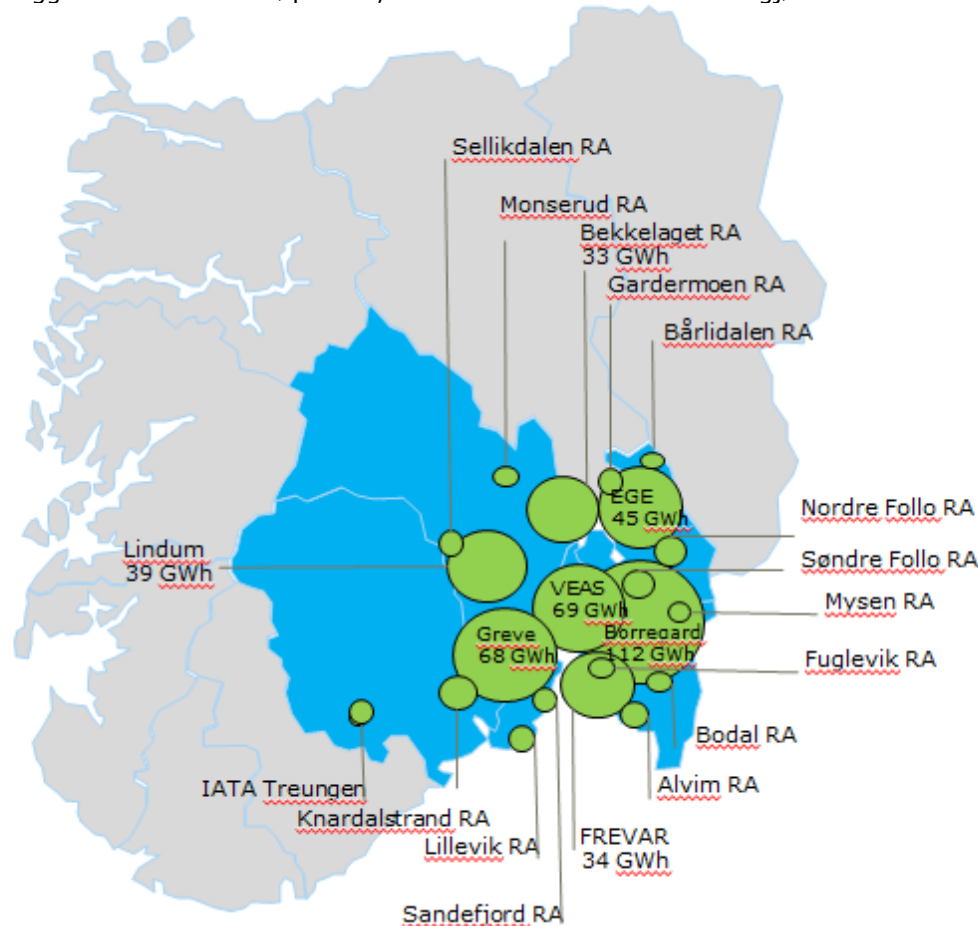 Sellikdalen RA
Monserud RA
Bekkelaget RA
33 GWh
Gardermoen RA
Bårlidalen RA
EGE
45 GWh
Nordre Follo RA
Lindum
39 GWh
Søndre Follo RA
VEAS
69 GWh
Mysen RA
Greve
68 GWh
Borregard
112 GWh
Fuglevik RA
Bodal RA
IATA Treungen
Alvim RA
Knardalstrand RA
Lillevik RA
FREVAR
34 GWh
Sandefjord RA